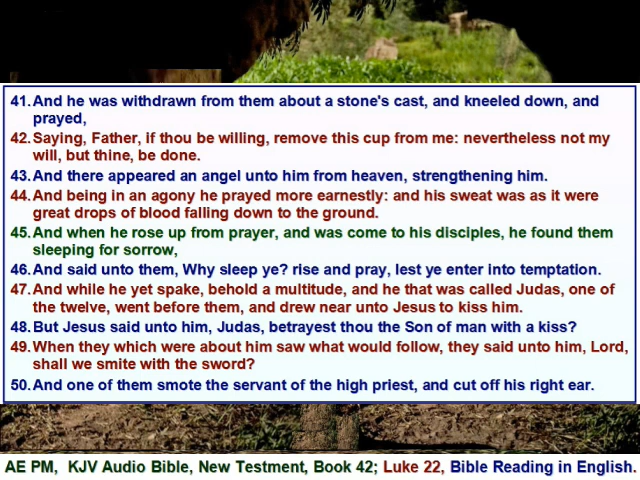 41. And he was withdrawn from them about a stone's cast, and kneeled down, and
prayed,
42. Saying, Father, if thou be willing, remove this cup from me: nevertheless not my
will, but thine, be done.
43. And there appeared an angel unto him from heaven, strengthening him.
44. And being in an agony he prayed more earnestly: and his sweat was as it were
great drops of blood falling down to the ground.
45. And when he rose up from prayer, and was come to his disciples, he found them
sleeping for sorrow,
46. And said unto them, Why sleep ye? rise and pray, lest ye enter into temptation.
47. And while he yet spake, behold a multitude, and he that was called Judas, one of
the twelve, went before them, and drew near unto Jesus to kiss him.
48. But Jesus said unto him, Judas, betrayest thou the Son of man with a kiss?
49. When they which were about him saw what would follow, they said unto him, Lord,
shall we smite with the sword?
50. And one of them smote the servant of the high priest, and cut off his right ear.
AE PM, KJV Audio Bible, New Testment, Book 42; Luke 22, Bible Reading in English.